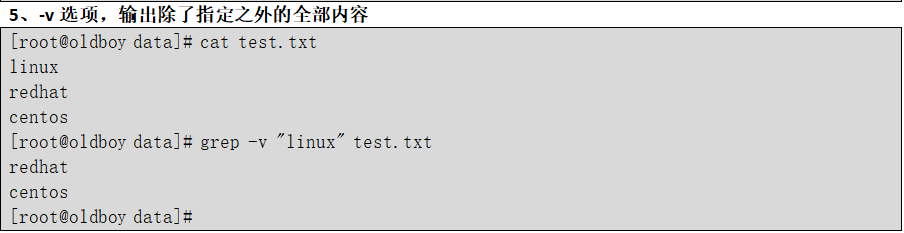 5、-v 选项，输出除了指定之外的全部内容
[root@oldboy data]# cat test.txt
linux
redhat
centos
[root@oldboy data]# grep -v "linux" test.txt
redhat
centos
[root@oldboy data]#